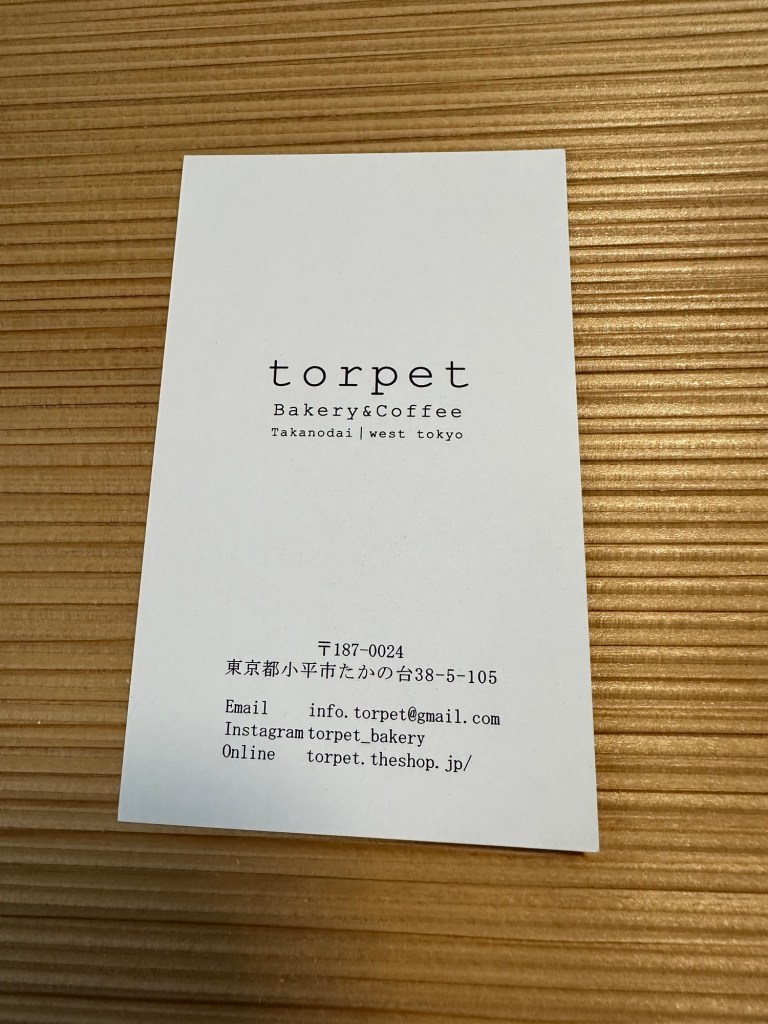 torpet
Bakery&Coffee
Takanodai|west tokyo
〒187-0024
東京都小平市たかの台38-5-105
Email info.torpet@gmail.com
Instagram torpet_bakery
Online torpet.theshop.jp/